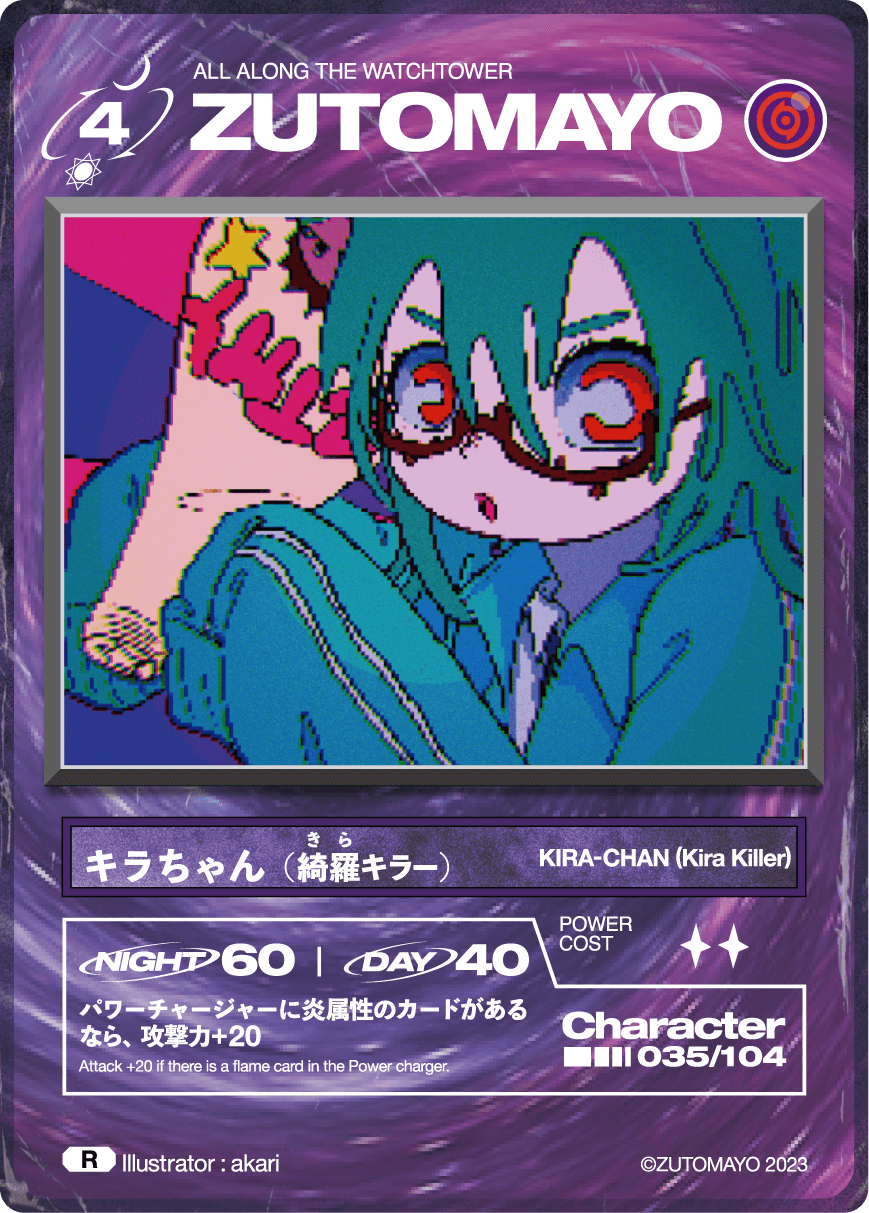 ALL ALONG THE WATCHTOWER
4
ZUTOMAYO
きら
キラちゃん（綺羅キラー）
KIRA-CHAN (Kira Killer)
NIGHT 60 | DAY 40
POWER
COST
パワーチャージャーに炎属性のカードがある
なら、攻撃力+20
Attack +20 if there is a flame card in the Power charger.
Character
035/104
R Illustrator : akari
©ZUTOMAYO 2023